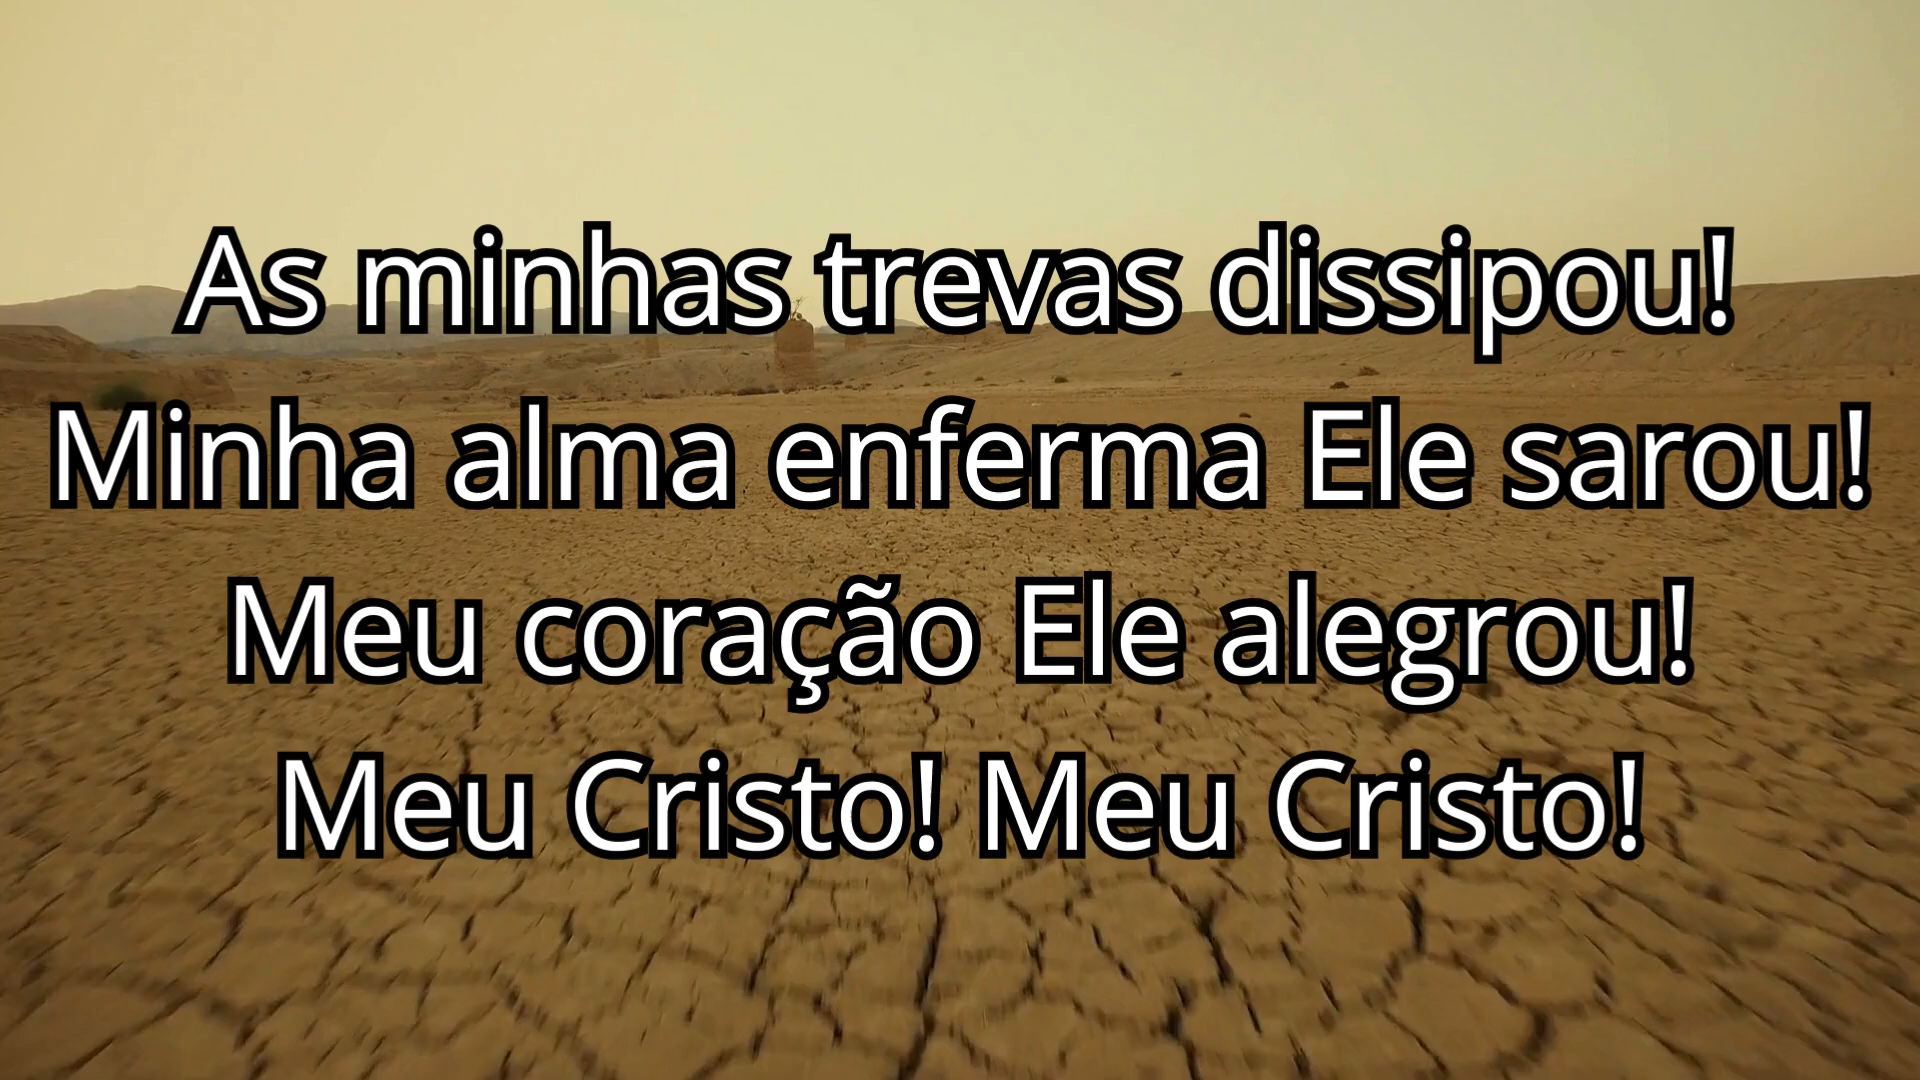 As minhas trevas dissipou!
Minha alma enferma Ele sarou!
Meu coração Ele alegrou!
Meu Cristo! Meu Cristo!